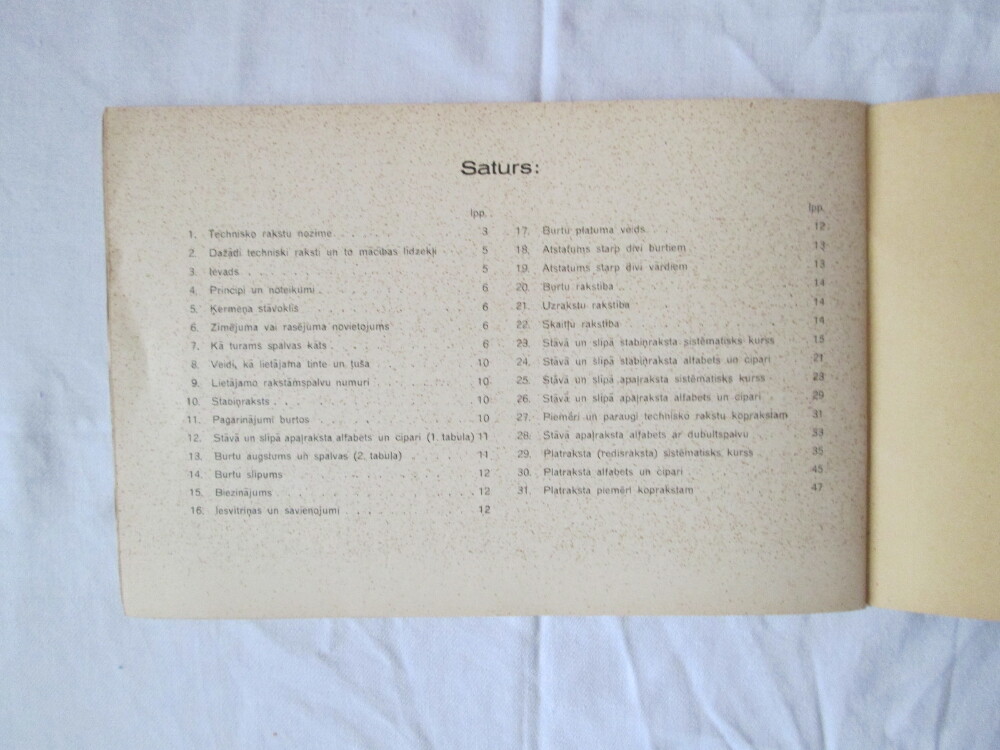 Saturs:
lpp.
1. Technisko rakstu nozīme 3
2. Dažādi techniski raksti un to mācības līdzekļi 5
3. Ievads 5
4. Principi un noteikumi 6
5. Ķermeņa stāvoklis 6
6. Zīmējuma vai rasējuma novietojums 6
7. Kā turams spalvas kāts 6
8. Veidi, kā lietājama tinte un tuša 10
9. Lietājamo rakstāmspalvu numuri 10
10. Stabiņraksts 10
11. Pagarinājumi burtos 10
12. Stāvā un slīpā apaļraksta alfabets un cipari (1. tabula) 11
13. Burtu augstums un spalvas (2. tabula) 11
14. Burtu slīpums 12
15. Biezinājums 12
16. Iesvītriņas un savienojumi 12
lpp.
17. Burtu platuma veids 12
18. Atstatums starp divi burtiem 13
19. Atstatums starp divi vārdiem 13
20. Burtu rakstība 14
21. Uzrakstu rakstība 14
22. Skaitļu rakstība 14
23. Stāvā un slīpā stabiņraksta sistēmatisks kurss 15
24. Stāvā un slīpā stabiņraksta alfabets un cipari 21
25. Stāvā un slīpā apaļraksta sistēmatisks kurss 23
26. Stāvā un slīpā apaļraksta alfabets un cipari 29
27. Piemēri un paraugi technisko rakstu koprakstam 31
28. Stāvā apaļraksta alfabets ar dubultspalvu 33
29. Platraksta (redisraksta) sistēmatisks kurss 35
30. Platraksta alfabets un cipari 45
31. Platraksta piemēri koprakstam 47